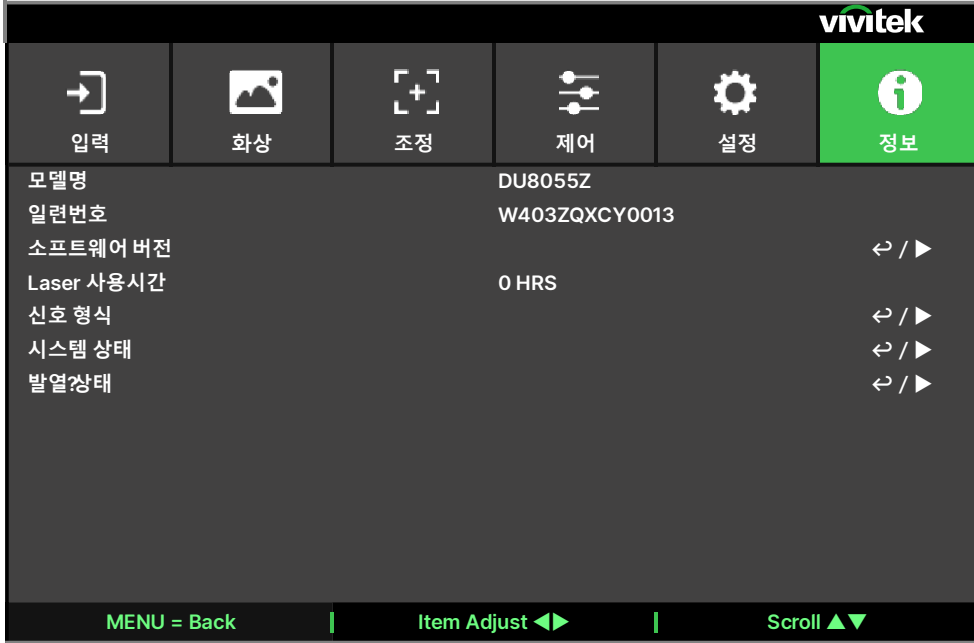 vivitek
입력 화상 조정 제어 설정 정보
모델명 DU8055Z
일련번호 W403ZQXCY0013
소프트웨어 버전 ↩ / ▶
Laser 사용시간 0 HRS
신호 형식 ↩ / ▶
시스템 상태 ↩ / ▶
발열?상태 ↩ / ▶
MENU = Back Item Adjust ◀▶ Scroll ▲▼